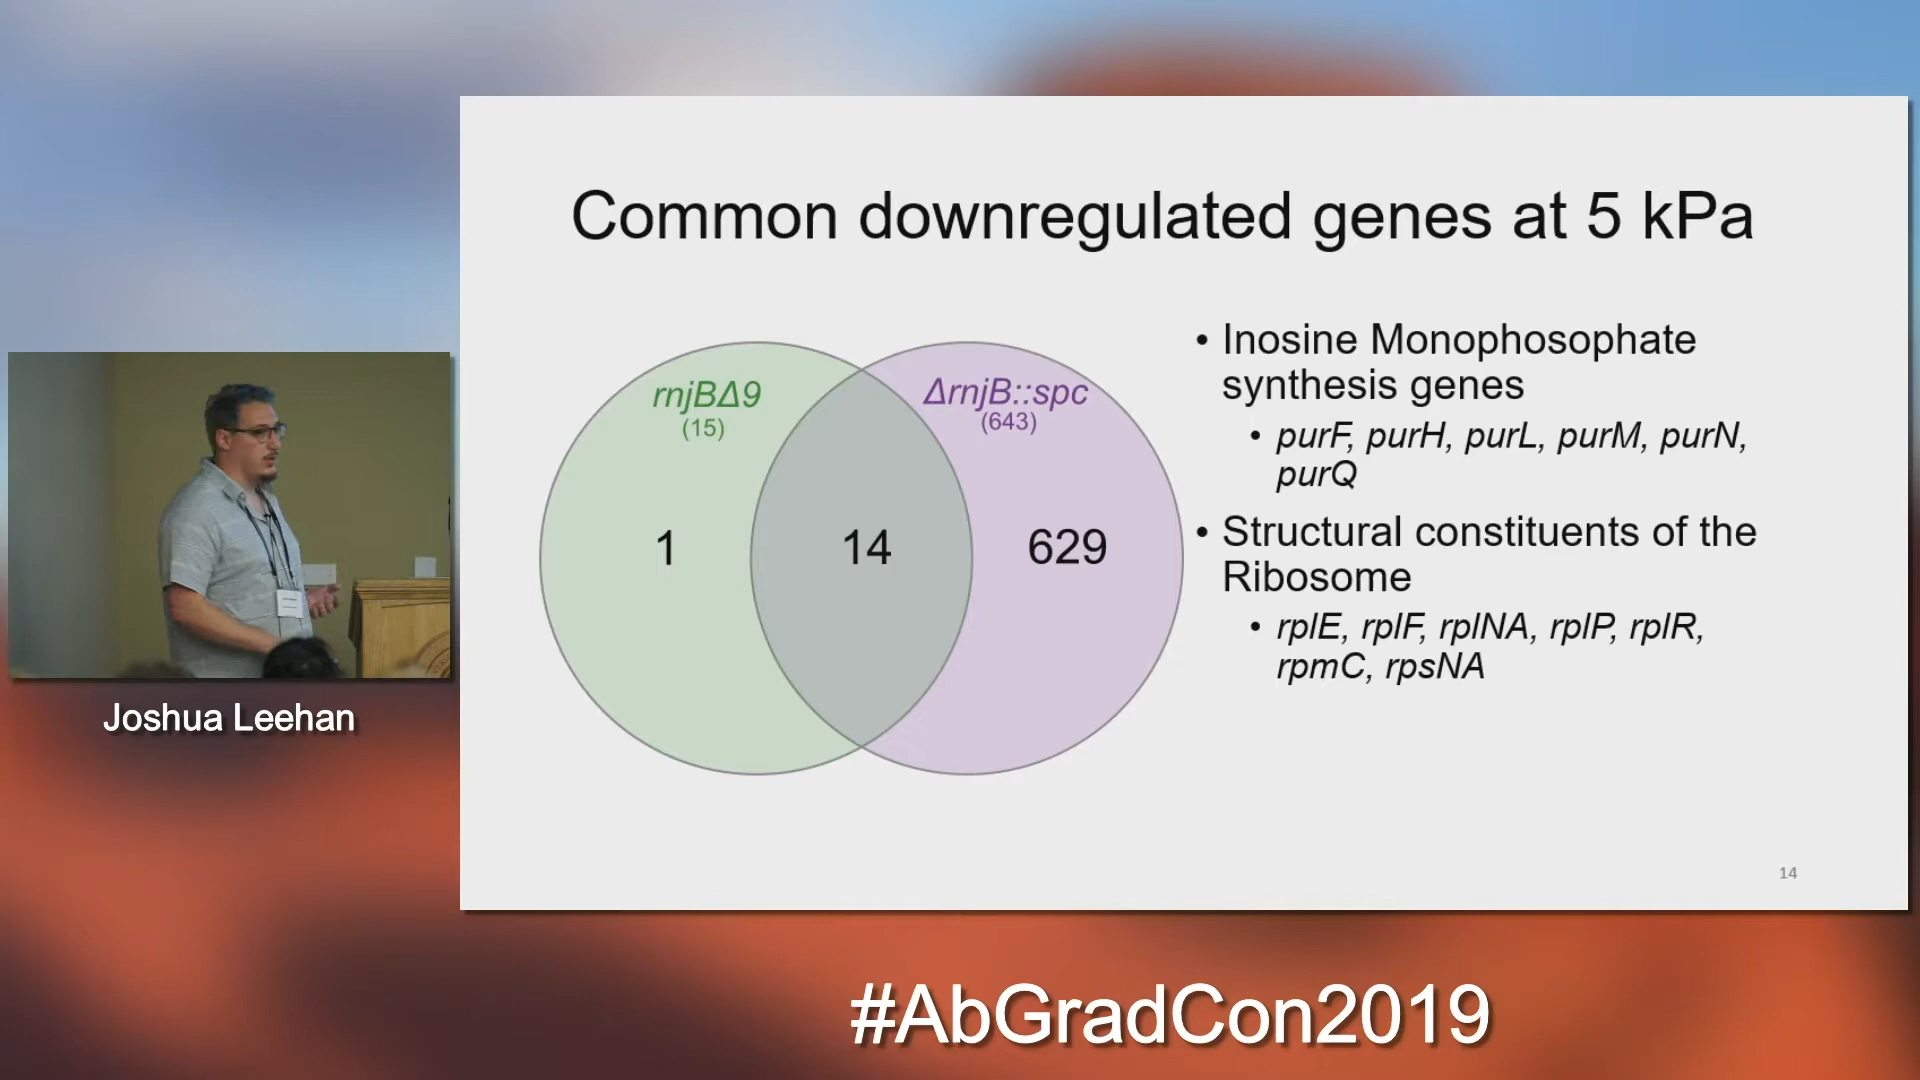 Common downregulated genes at 5 kPa
rnjBΔ9
(15)
ΔrnjB::spc
(643)
1
14
629
• Inosine Monophosophate
synthesis genes
• purF, purH, purL, purM, purN,
purQ
• Structural constituents of the
Ribosome
• rplE, rplF, rplNA, rplP, rplR,
rpmC, rpsNA
14
Joshua Leehan
#AbGradCon2019